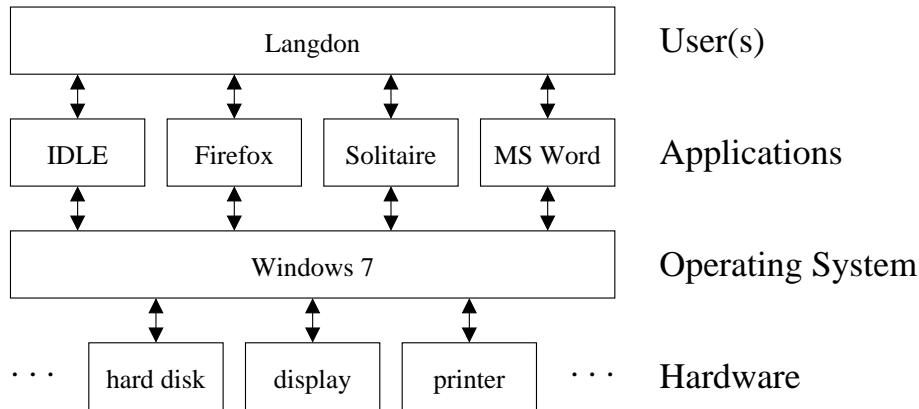 Langdon User(s)
IDLE Firefox Solitaire MS Word Applications
Windows 7 Operating System
. . . hard disk display printer . . . Hardware